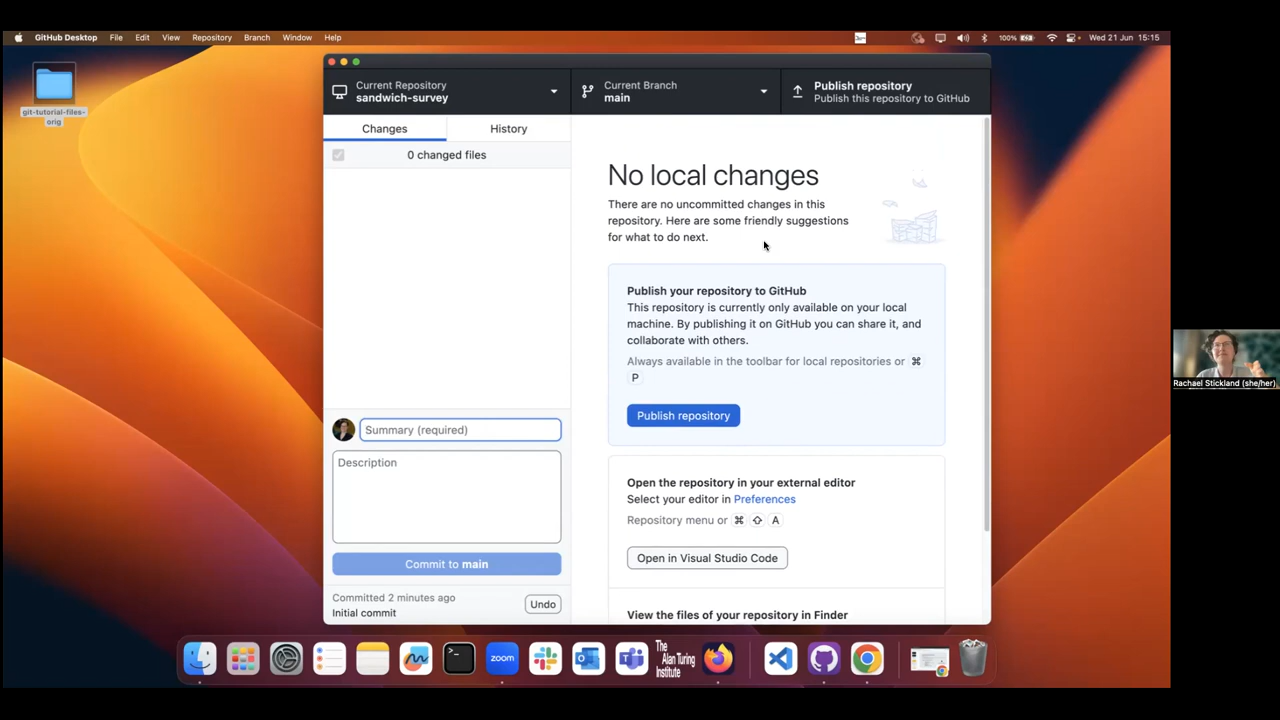 GitHub Desktop File Edit View Repository Branch Window Help 100% Wed 21 Jun 15:15
git-tutorial-files-
orig
Current Repository
sandwich-survey
Current Branch
main
Publish repository
Publish this repository to GitHub
Changes
History
0 changed files
No local changes
There are no uncommitted changes in this
repository. Here are some friendly suggestions
for what to do next.
Publish your repository to GitHub
This repository is currently only available on your local
machine. By publishing it on GitHub you can share it, and
collaborate with others.
Always available in the toolbar for local repositories or ⌘
P
Publish repository
Summary (required)
Description
Commit to main
Committed 2 minutes ago
Initial commit
Undo
Open the repository in your external editor
Select your editor in Preferences
Repository menu or ⌘ ⇧ A
Open in Visual Studio Code
View the files of your repository in Finder
Rachael Stickland (she/her)
zoom
The
Alan Turing
Institute